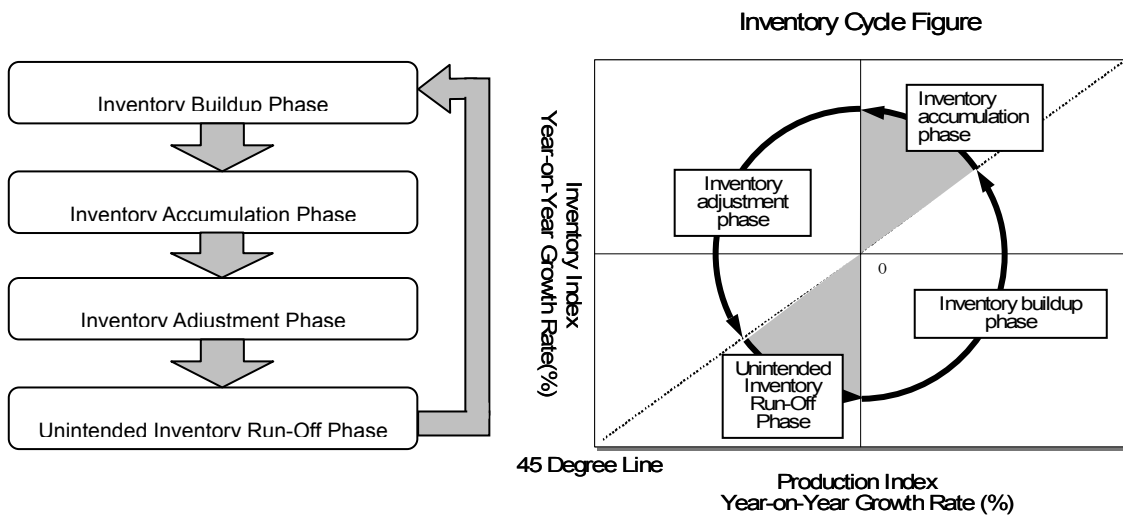 Inventory Buildup Phase
Inventory Accumulation Phase
Inventory Adjustment Phase
Unintended Inventory Run-Off Phase
Inventory Cycle Figure
Inventory Index
Year-on-Year Growth Rate(%)
Inventory
accumulation
phase
Inventory
adjustment
phase
0
Inventory buildup
phase
Unintended
Inventory
Run-Off
Phase
45 Degree Line
Production Index
Year-on-Year Growth Rate (%)